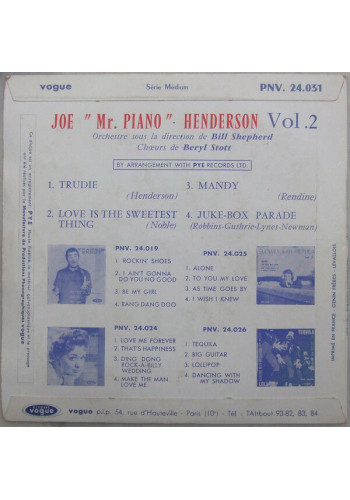 vogue Série Médium PNV. 24.031
JOE "Mr. PIANO" HENDERSON Vol.2
Orchestre sous la direction de Bill Shepherd
Chœurs de Beryl Stott
BY ARRANGEMENT WITH PYE RECORDS LTD.
1. TRUDIE
(Henderson)
2. LOVE IS THE SWEETEST
THING (Noble)
3. MANDY
(Rendine)
4. JUKE-BOX PARADE
(Robbins-Guthrie-Lynes-Newman)
PNV. 24.019
1. ROCKIN' SHOES
2. I AIN'T GONNA
DO YOU NO GOOD
3. BE MY GIRL
4. RANG DANG DOO
PNV. 24.025
1. ALONE
2. TO YOU MY LOVE
3. AS TIME GOES BY
4. I WISH I KNEW
PNV. 24.024
1. LOVE ME FOREVER
2. THAT'S HAPPINESS
3. DING DONG
ROCK-A-BILLY
WEDDING
4. MAKE THE MAN
LOVE ME
PNV. 24.026
1. TEQUILA
2. BIG GUITAR
3. LOLLIPOP
4. DANCING WITH
MY SHADOW
TEQUILA
vogue
vogue p.i.p. 54, rue d'Hauteville - Paris (10e) - Tél : TAItbout 93-82, 83, 84